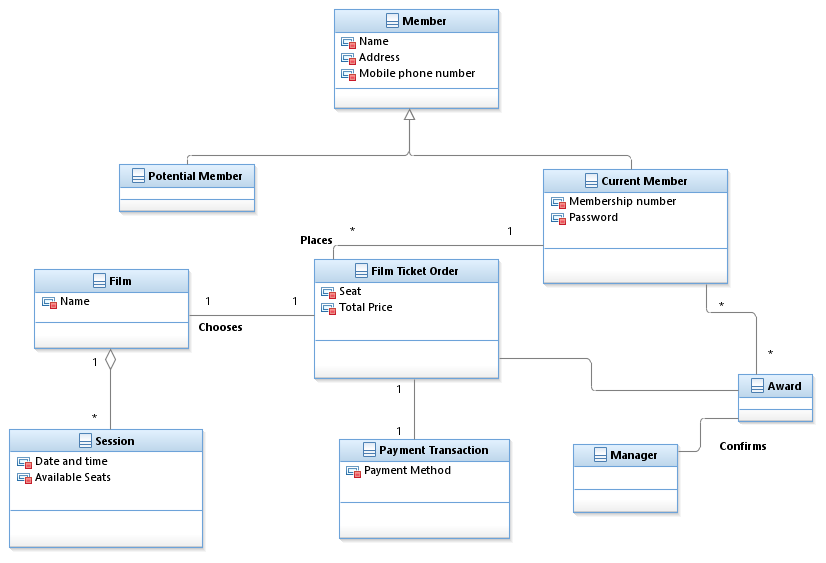 Member
Name
Address
Mobile phone number
Potential Member
Current Member
Membership number
Password
*
1
Places
Film Ticket Order
Seat
Total Price
Film
Name
1
1
Chooses
*
*
1
*
Session
Date and time
Available Seats
1
1
Payment Transaction
Payment Method
Award
Manager
Confirms